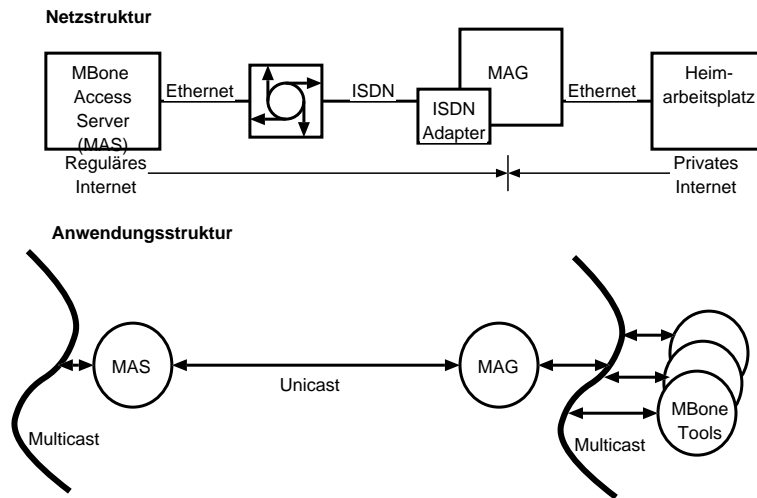 Netzstruktur
MBone
Access
Server
(MAS)
Ethernet
ISDN
MAG
ISDN
Adapter
Ethernet
Heim-
arbeitsplatz
Reguläres
Internet
Privates
Internet
Anwendungsstruktur
MAS
Unicast
MAG
MBone
Tools
Multicast
Multicast